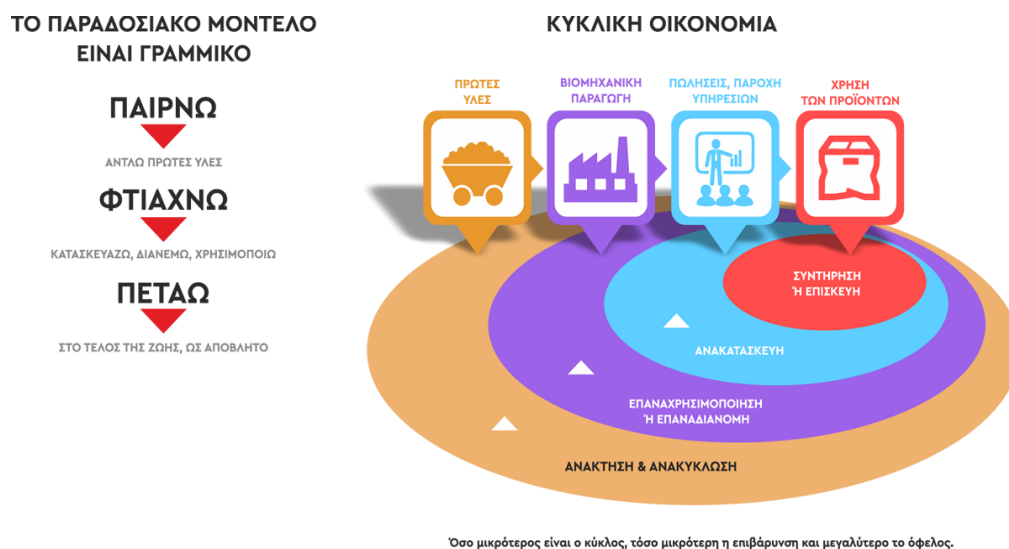 ΤΟ ΠΑΡΑΔΟΣΙΑΚΟ ΜΟΝΤΕΛΟ
ΕΙΝΑΙ ΓΡΑΜΜΙΚΟ
ΠΑΙΡΝΩ
ΑΝΤΛΩ ΠΡΩΤΕΣ ΥΛΕΣ
ΦΤΙΑΧΝΩ
ΚΑΤΑΣΚΕΥΑΖΩ, ΔΙΑΝΕΜΩ, ΧΡΗΣΙΜΟΠΟΙΩ
ΠΕΤΑΩ
ΣΤΟ ΤΕΛΟΣ ΤΗΣ ΖΩΗΣ, ΩΣ ΑΠΟΒΛΗΤΟ
ΚΥΚΛΙΚΗ ΟΙΚΟΝΟΜΙΑ
ΠΡΩΤΕΣ
ΥΛΕΣ
ΒΙΟΜΗΧΑΝΙΚΗ
ΠΑΡΑΓΩΓΗ
ΠΩΛΗΣΕΙΣ, ΠΑΡΟΧΗ
ΥΠΗΡΕΣΙΩΝ
ΧΡΗΣΗ
ΤΩΝ ΠΡΟΪΟΝΤΩΝ
ΣΥΝΤΗΡΗΣΗ
Ή ΕΠΙΣΚΕΥΗ
ΑΝΑΚΑΤΑΣΚΕΥΗ
ΕΠΑΝΑΧΡΗΣΙΜΟΠΟΙΗΣΗ
Ή ΕΠΑΝΑΔΙΑΝΟΜΗ
ΑΝΑΚΤΗΣΗ & ΑΝΑΚΥΚΛΩΣΗ
Όσο μικρότερος είναι ο κύκλος, τόσο μικρότερη η επιβάρυνση και μεγαλύτερο το όφελος.